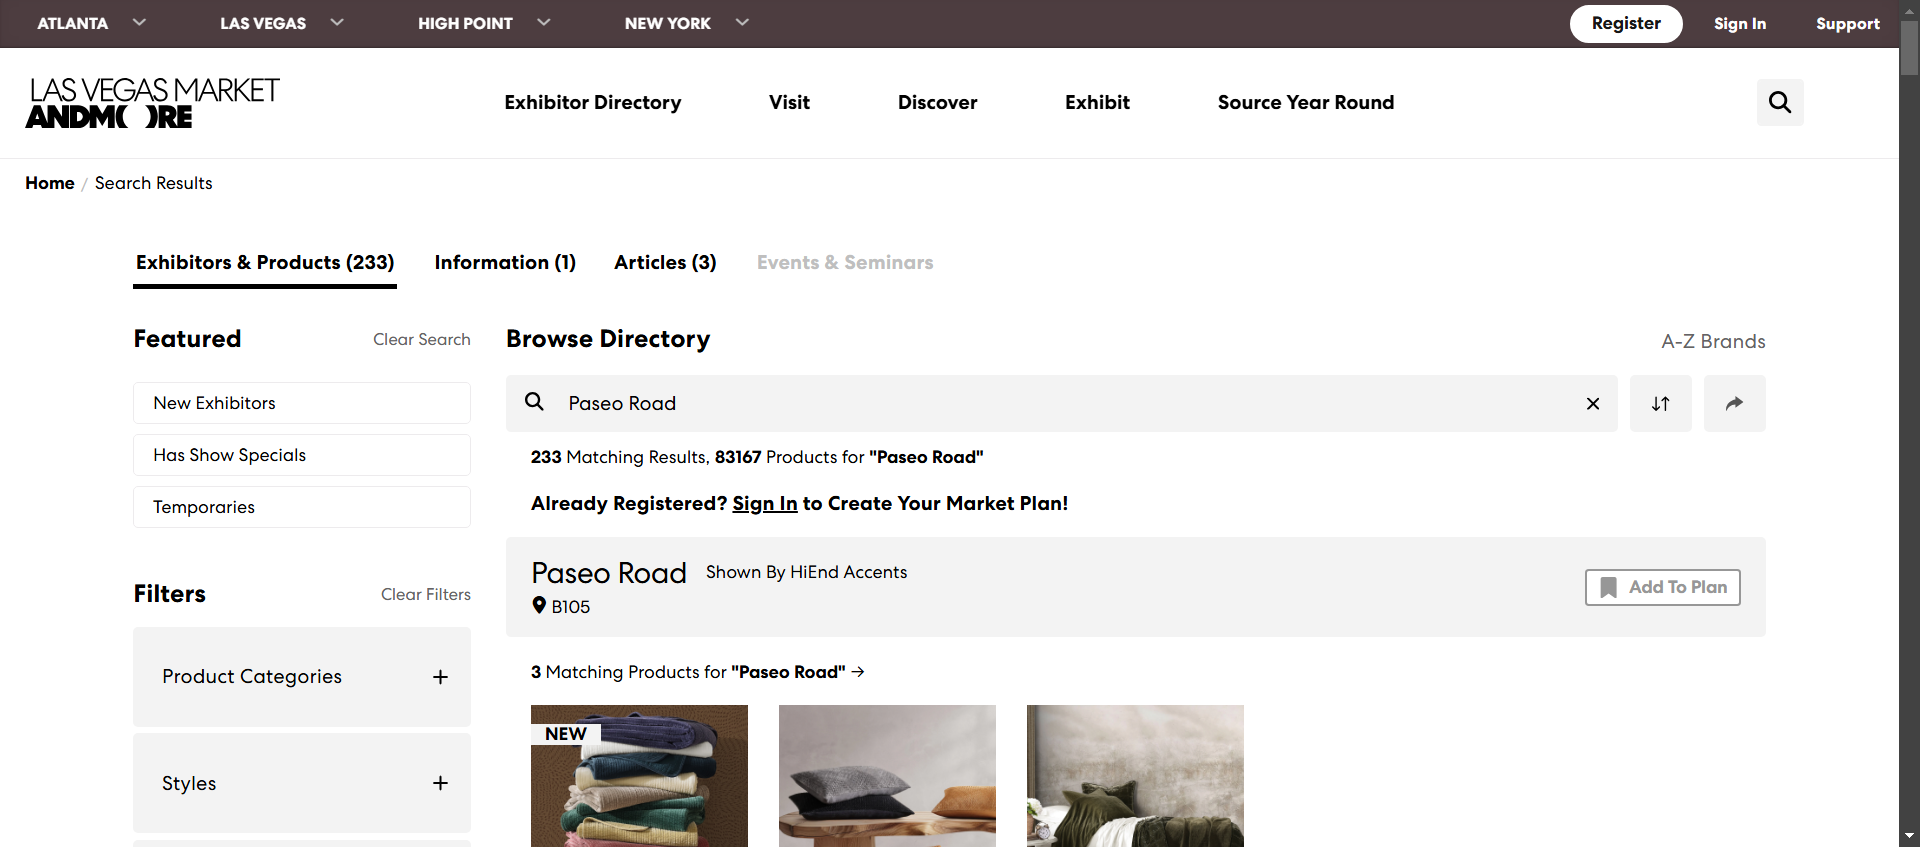 ATLANTA LAS VEGAS HIGH POINT NEW YORK Register Sign In Support
LAS VEGAS MARKET
ANDMORE
Exhibitor Directory Visit Discover Exhibit Source Year Round
Home / Search Results
Exhibitors & Products (233) Information (1) Articles (3) Events & Seminars
Featured Clear Search
New Exhibitors
Has Show Specials
Temporaries
Filters Clear Filters
Product Categories +
Styles +
Browse Directory A-Z Brands
Paseo Road
233 Matching Results, 83167 Products for "Paseo Road"
Already Registered? Sign In to Create Your Market Plan!
Paseo Road Shown By HiEnd Accents
B105
Add To Plan
3 Matching Products for "Paseo Road" →
NEW